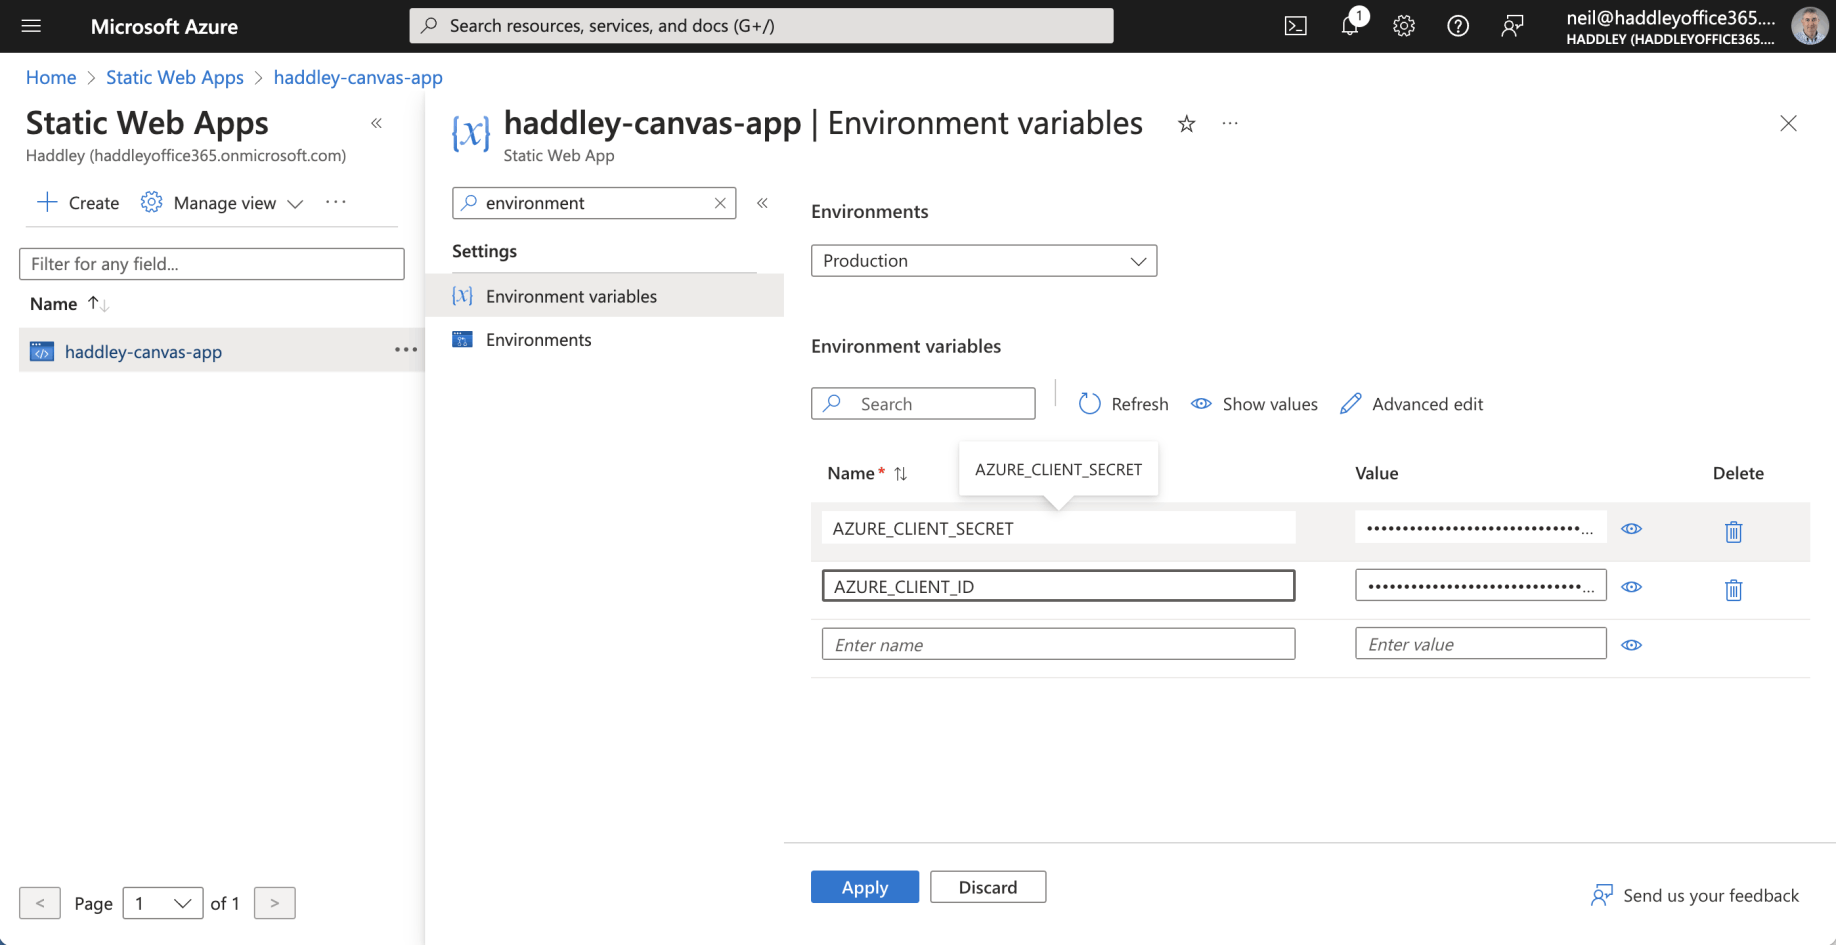 Microsoft Azure
Search resources, services, and docs (G+/)
1
neil@haddleyoffice365....
HADDLEY (HADDLEYOFFICE365....
Home > Static Web Apps > haddley-canvas-app
Static Web Apps
Haddley (haddleyoffice365.onmicrosoft.com)
Create
Manage view
Filter for any field...
Name
haddley-canvas-app
< Page 1 of 1 >
haddley-canvas-app | Environment variables
Static Web App
environment
Settings
Environment variables
Environments
Environments
Production
Environment variables
Search
Refresh
Show values
Advanced edit
AZURE_CLIENT_SECRET
Name*
Value
Delete
AZURE_CLIENT_SECRET
AZURE_CLIENT_ID
Enter name
Enter value
Apply
Discard
Send us your feedback